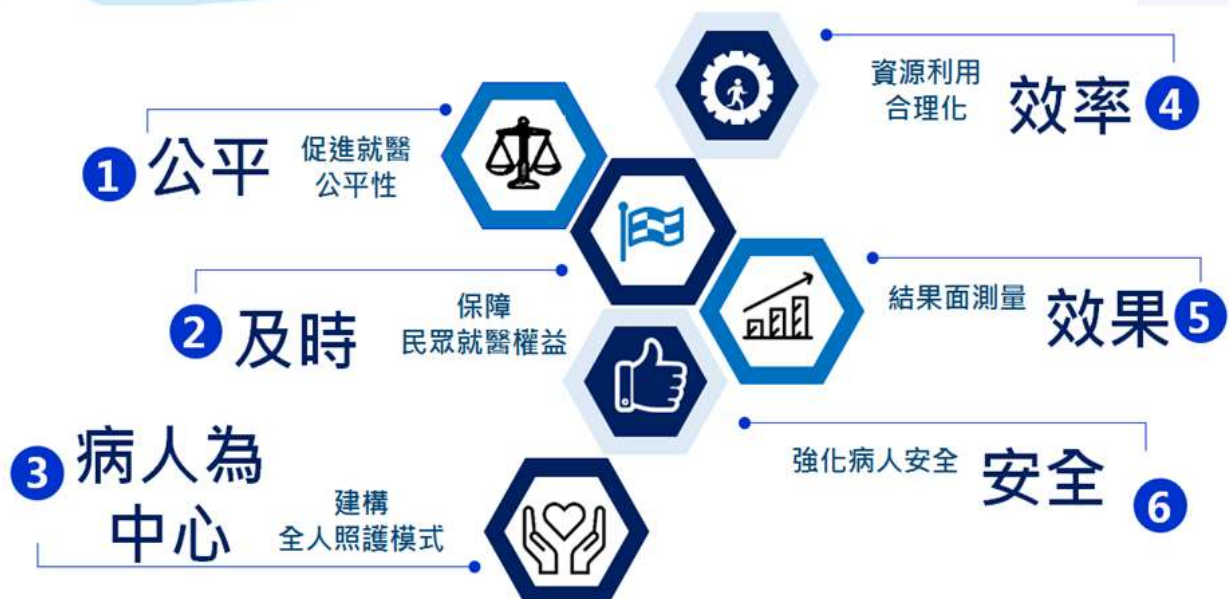 1
公平
促進就醫
公平性
2
及時
保障
民眾就醫權益
3
病人為
中心
建構
全人照護模式
資源利用
合理化
效率
4
結果面測量
效果
5
強化病人安全
安全
6